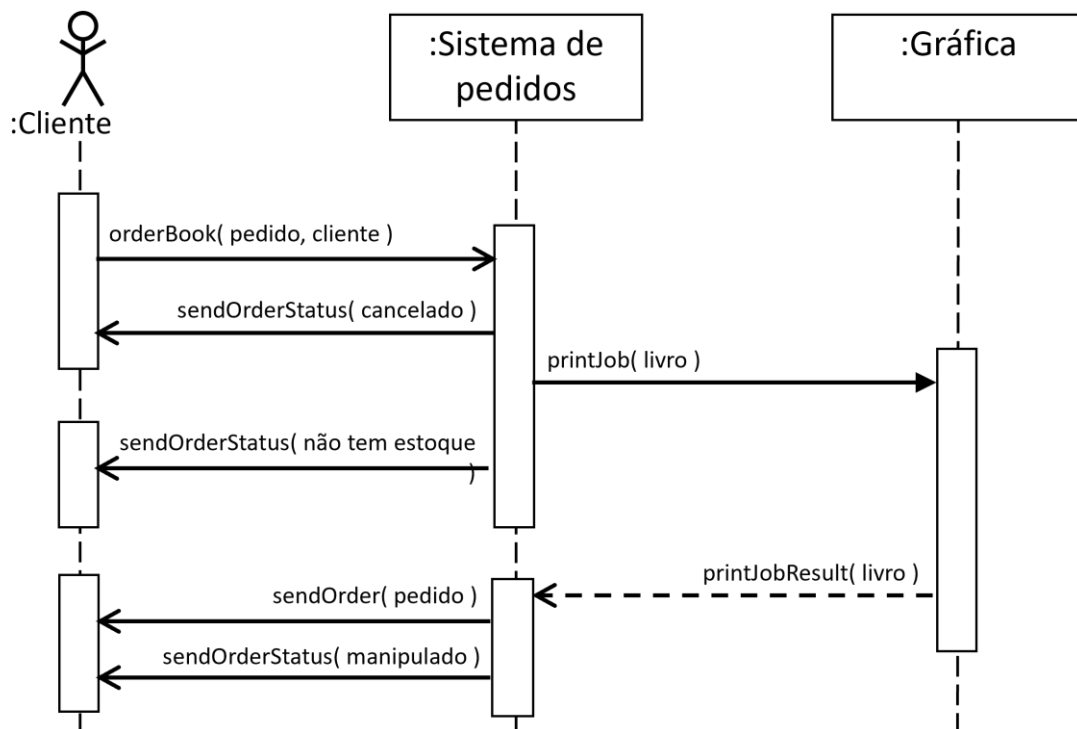 :Cliente
:Sistema de
pedidos
:Gráfica
orderBook( pedido, cliente )
sendOrderStatus( cancelado )
printJob( livro )
sendOrderStatus( não tem estoque
)
printJobResult( livro )
sendOrder( pedido )
sendOrderStatus( manipulado )